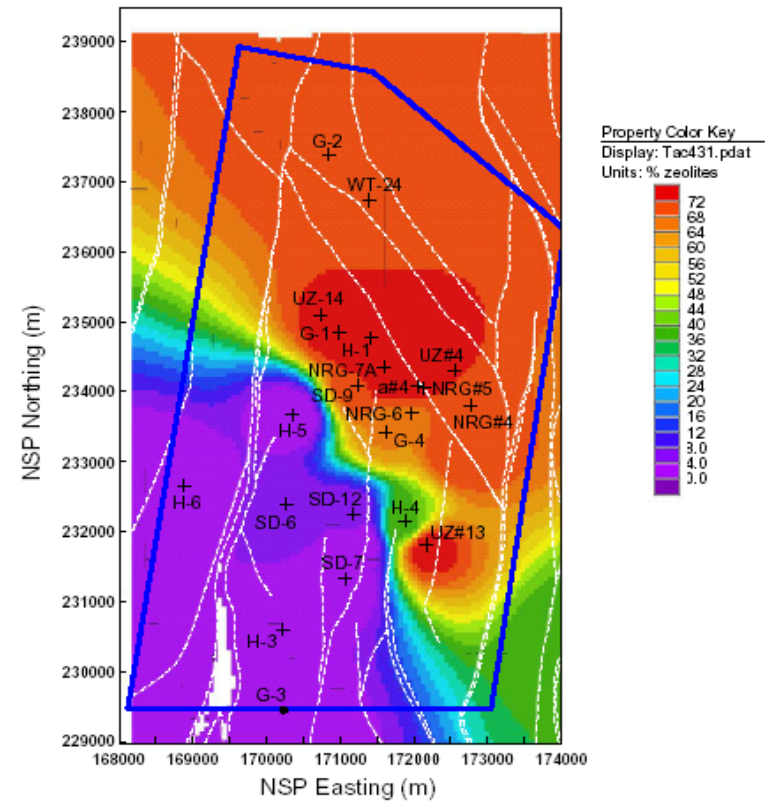 239000
238000
237000
236000
235000
234000
233000
232000
231000
230000
229000
NSP Northing (m)
G-2
WT-24
UZ-14
G-1
H-1
UZ#4
NRG-7A
a#4
NRG#5
SD-9
NRG-6
NRG#4
G-4
H-5
H-6
SD-12
H-4
SD-6
UZ#13
SD-7
H-3
G-3
168000 169000 170000 171000 172000 173000 174000
NSP Easting (m)
Property Color Key
Display: Tac431.pdat
Units: % zeolites
72
68
64
60
56
52
48
44
40
36
32
28
24
20
16
12
8.0
4.0
0.0